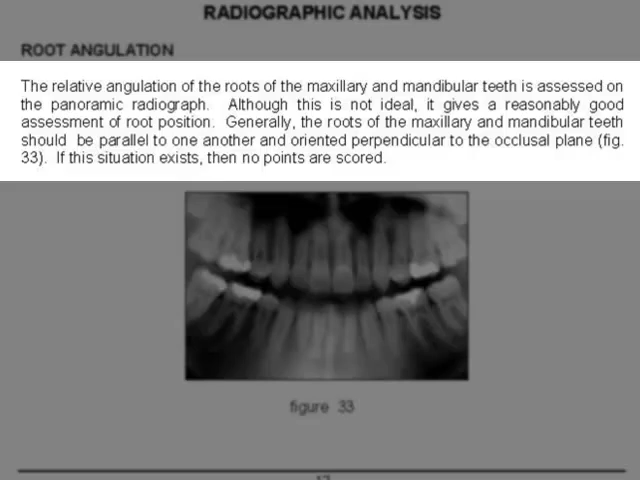 RADIOGRAPHIC ANALYSIS
ROOT ANGULATION
The relative angulation of the roots of the maxillary and mandibular teeth is assessed on
the panoramic radiograph. Although this is not ideal, it gives a reasonably good
assessment of root position. Generally, the roots of the maxillary and mandibular teeth
should be parallel to one another and oriented perpendicular to the occlusal plane (fig.
33). If this situation exists, then no points are scored.
figure 33